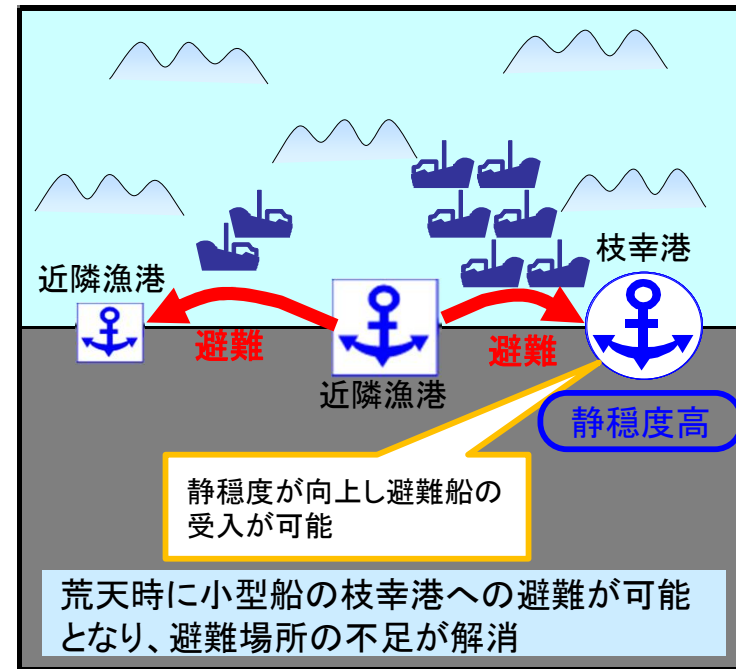 枝幸港
近隣漁港
避難
避難
近隣漁港
静穏度高
静穏度が向上し避難船の
受入が可能
荒天時に小型船の枝幸港への避難が可能
となり、避難場所の不足が解消